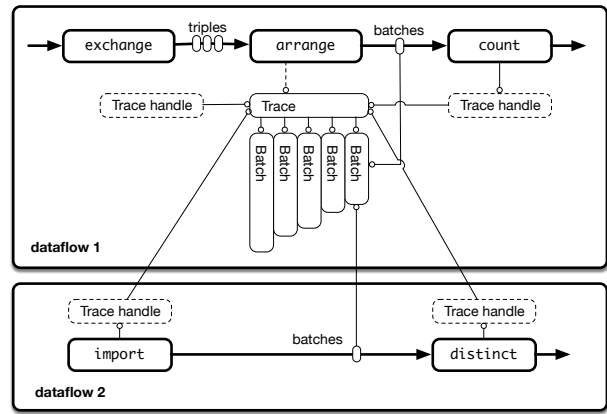 triples
batches
exchange
arrange
count
Trace handle
Trace
Trace handle
Batch
Batch
Batch
Batch
Batch
dataflow 1
Trace handle
Trace handle
batches
import
distinct
dataflow 2